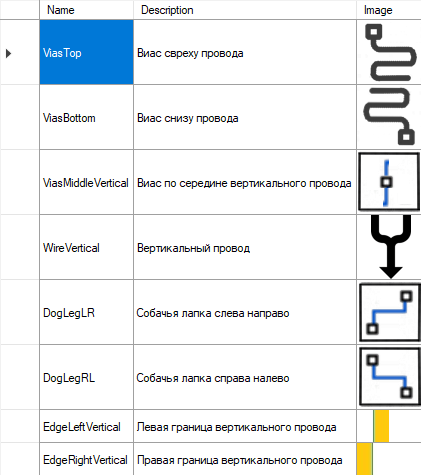 Name Description Image
ViasTop Виас свреху провода
ViasBottom Виас снизу провода
ViasMiddleVertical Виас по середине вертикального провода
WireVertical Вертикальный провод
DogLegLR Собачья лапка слева направо
DogLegRL Собачья лапка справа налево
EdgeLeftVertical Левая граница вертикального провода
EdgeRightVertical Правая граница вертикального провода